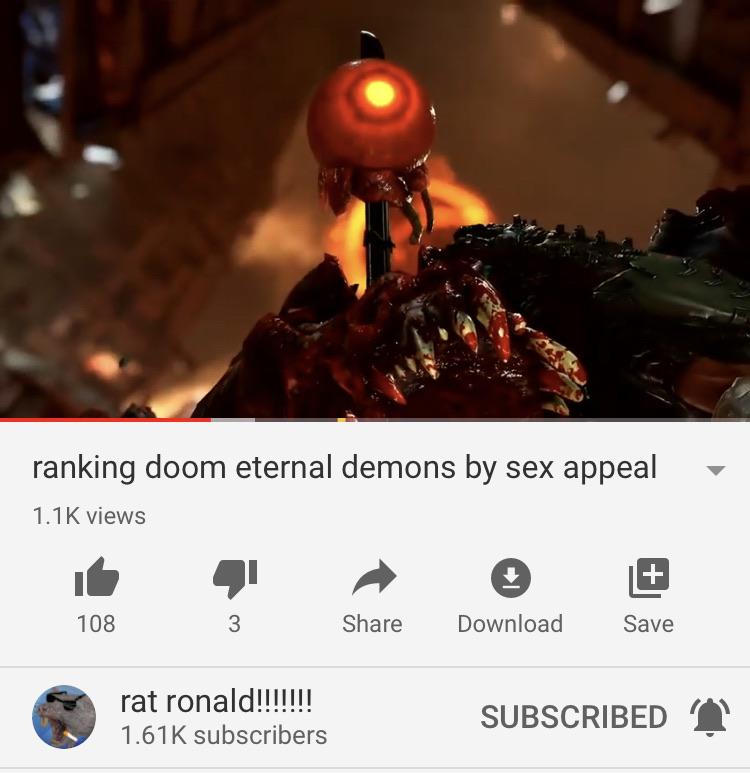 ranking doom eternal demons by sex appeal
1.1K views
108 3 Share Download Save
rat ronald!!!!!!! SUBSCRIBED
1.61K subscribers